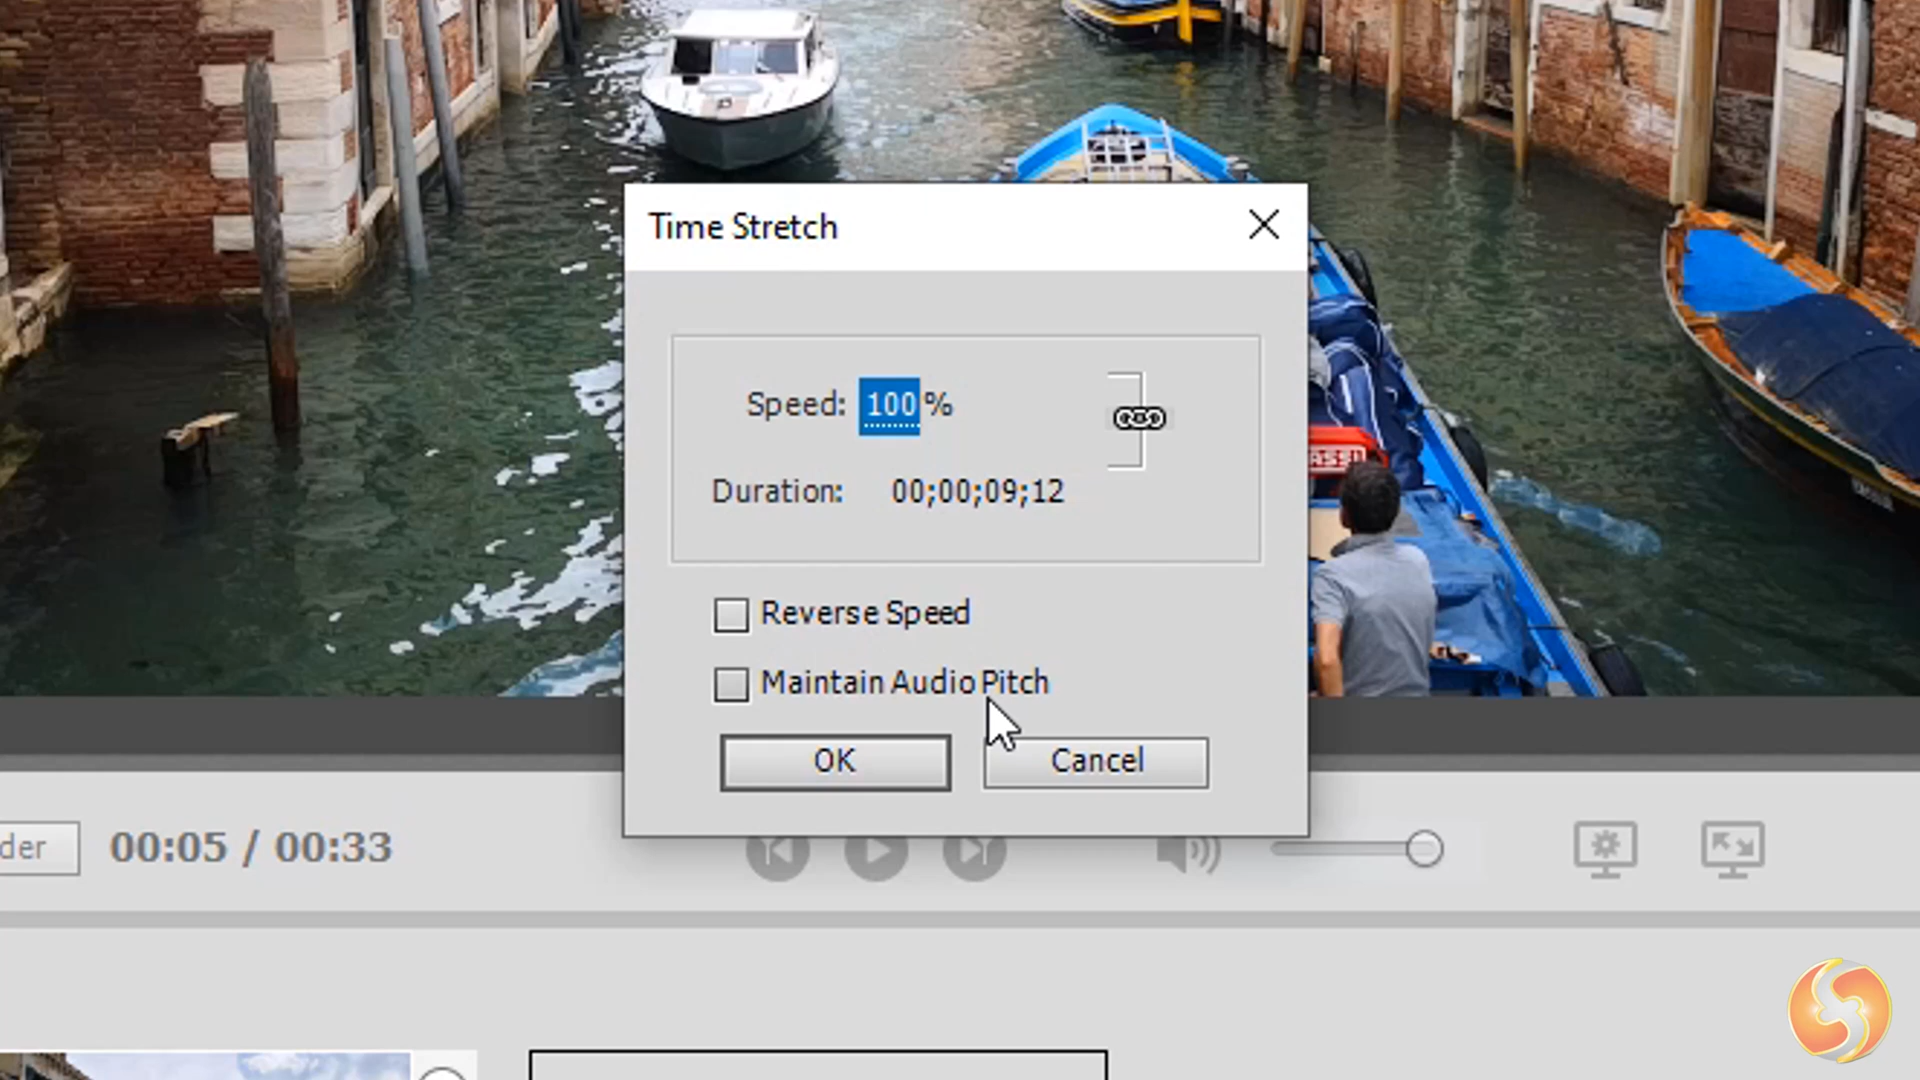 Time Stretch
Speed: 100 %
Duration: 00;00;09;12
ASSI
Reverse Speed
Maintain Audio Pitch
OK Cancel
der 00:05 / 00:33